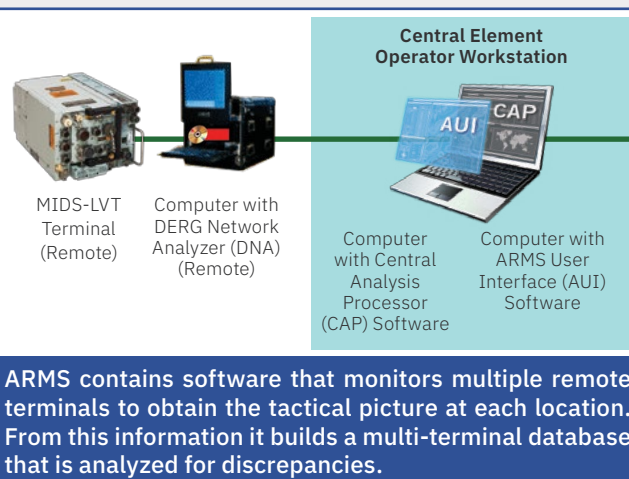 Central Element
Operator Workstation
AUI
CAP
MIDS-LVT
Terminal
(Remote)
Computer with
DERG Network
Analyzer (DNA)
(Remote)
Computer
with Central
Analysis
Processor
(CAP) Software
Computer with
ARMS User
Interface (AUI)
Software
ARMS contains software that monitors multiple remote
terminals to obtain the tactical picture at each location.
From this information it builds a multi-terminal database
that is analyzed for discrepancies.